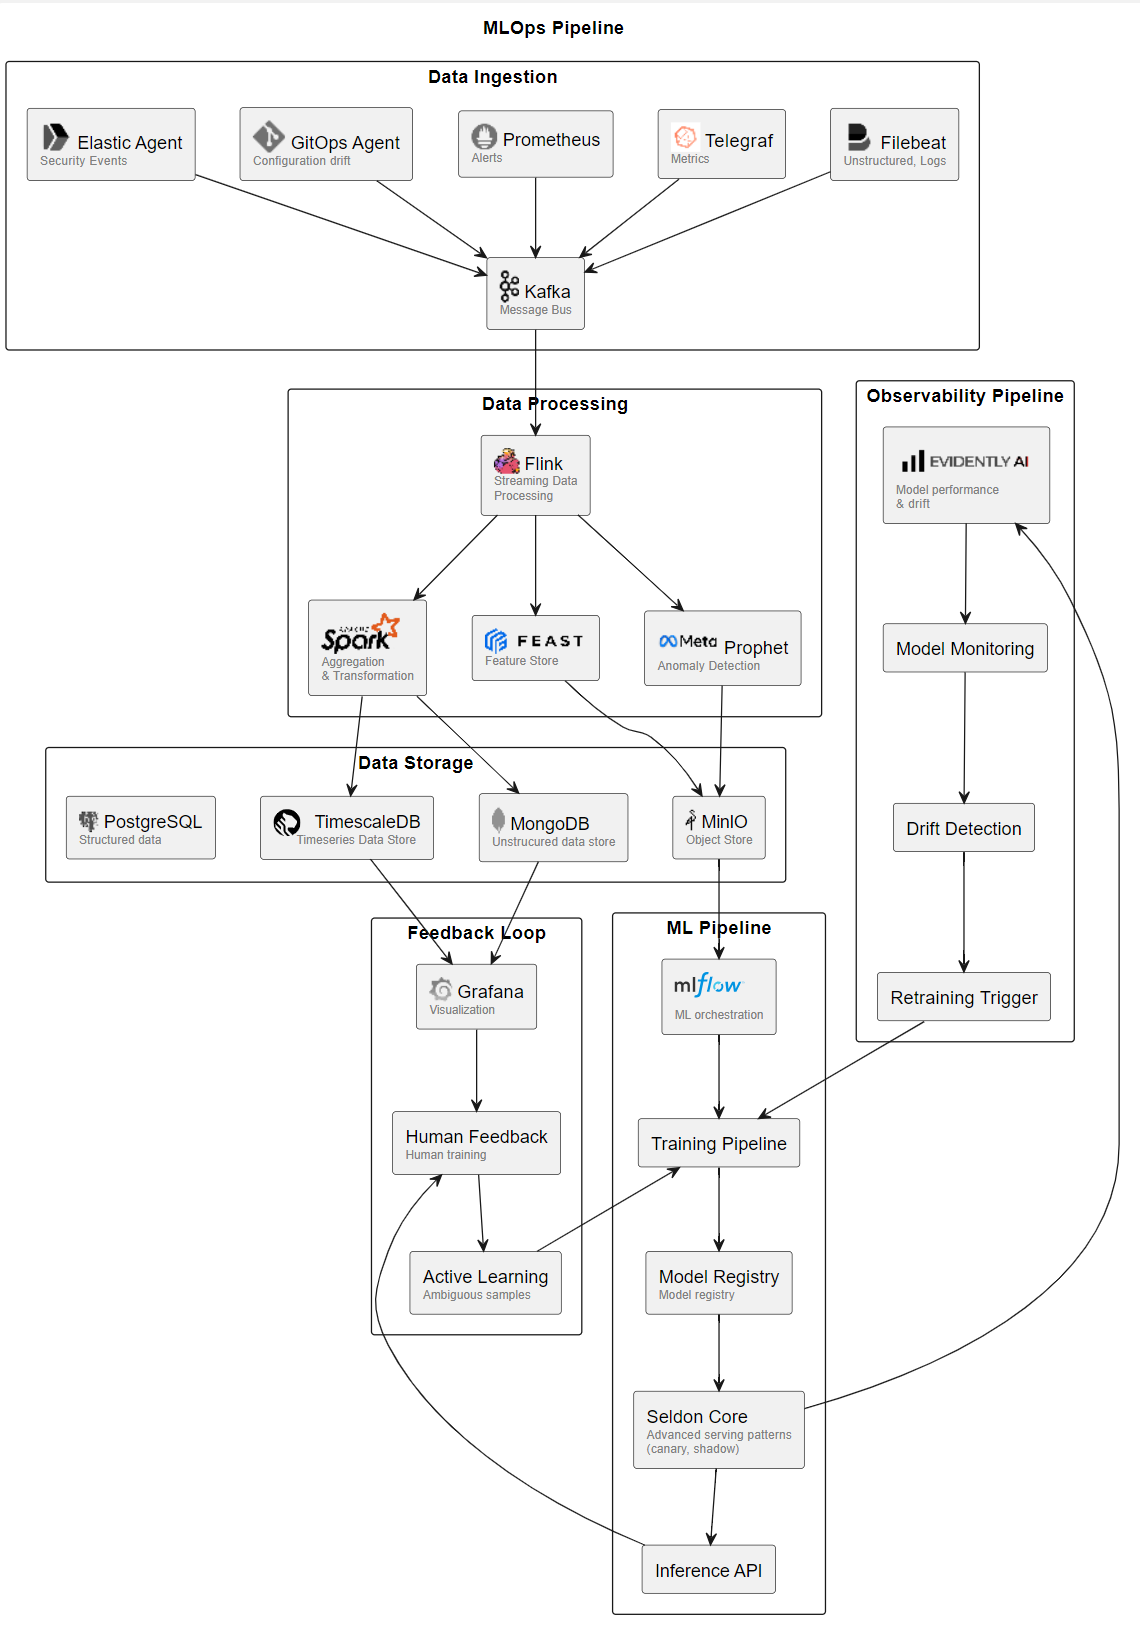 MLOps Pipeline
Data Ingestion
Elastic Agent
Security Events
GitOps Agent
Configuration drift
Prometheus
Alerts
Telegraf
Metrics
Filebeat
Unstructured, Logs
Kafka
Message Bus
Data Processing
Flink
Streaming Data
Processing
APACHE
Spark
Aggregation
& Transformation
FEAST
Feature Store
Meta Prophet
Anomaly Detection
Observability Pipeline
EVIDENTLY AI
Model performance
& drift
Model Monitoring
Drift Detection
Retraining Trigger
Data Storage
PostgreSQL
Structured data
TimescaleDB
Timeseries Data Store
MongoDB
Unstrucured data store
MinIO
Object Store
Feedback Loop
Grafana
Visualization
Human Feedback
Human training
Active Learning
Ambiguous samples
ML Pipeline
mlflow
ML orchestration
Training Pipeline
Model Registry
Model registry
Seldon Core
Advanced serving patterns
(canary, shadow)
Inference API